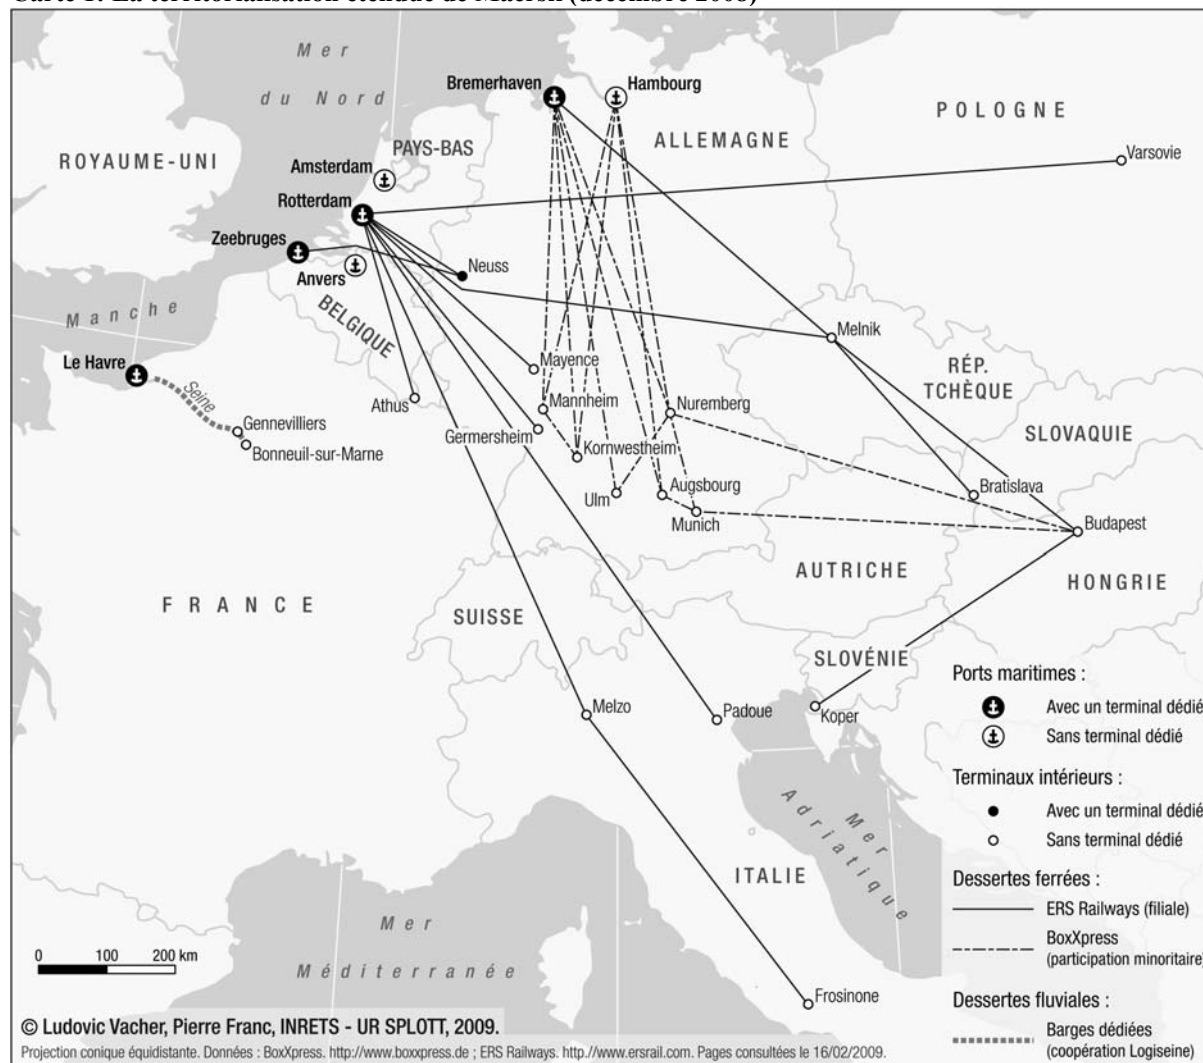 Carte 1: La territorialisation étendue de Maersk (décembre 2008)
Mer
du Nord
ROYAUME-UNI
PAYS-BAS
Bremerhaven
Hambourg
ALLEMAGNE
POLOGNE
Varsovie
Amsterdam
Rotterdam
Zeebruges
Anvers
Neuss
BELGIQUE
Manche
Le Havre
Seine
Gennevilliers
Bonneuil-sur-Marne
Athus
Mayence
Mannheim
Germersheim
Kornwestheim
Nuremberg
Ulm
Augsbourg
Munich
Melnik
RÉP.
TCHÈQUE
SLOVAQUIE
Bratislava
Budapest
AUTRICHE
HONGRIE
FRANCE
SUISSE
SLOVÉNIE
Melzo
Padoue
Koper
Mer
Adriatique
ITALIE
Mer
Méditerranée
Frosinone
Ports maritimes :
Avec un terminal dédié
Sans terminal dédié
Terminaux intérieurs :
Avec un terminal dédié
Sans terminal dédié
Dessertes ferrées :
ERS Railways (filiale)
BoxXpress
(participation minoritaire)
Dessertes fluviales :
Barges dédiées
(coopération Logiseine)
0 100 200 km
© Ludovic Vacher, Pierre Franc, INRETS - UR SPLOTT, 2009.
Projection conique équidistante. Données : BoxXpress. http://www.boxxpress.de ; ERS Railways. http.//www.ersrail.com. Pages consultées le 16/02/2009.